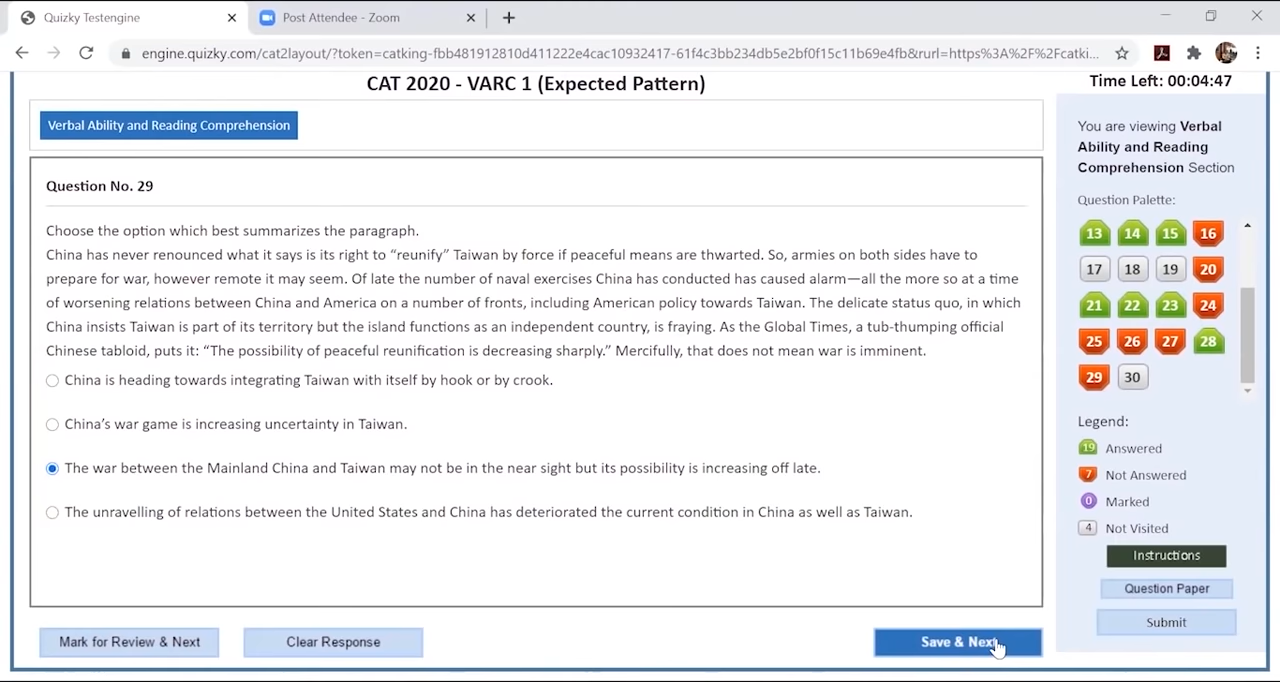 Quizky Testengine
Post Attendee - Zoom
engine.quizky.com/cat2layout/?token=catking-fbb481912810d411222e4cac10932417-61f4c3bb234db5e2bf0f15c11b69e4fb&rurl=https%3A%2F%2Fcatki...
CAT 2020 - VARC 1 (Expected Pattern)
Time Left: 00:04:47
Verbal Ability and Reading Comprehension
Question No. 29
Choose the option which best summarizes the paragraph.
China has never renounced what it says is its right to “reunify” Taiwan by force if peaceful means are thwarted. So, armies on both sides have to
prepare for war, however remote it may seem. Of late the number of naval exercises China has conducted has caused alarm—all the more so at a time
of worsening relations between China and America on a number of fronts, including American policy towards Taiwan. The delicate status quo, in which
China insists Taiwan is part of its territory but the island functions as an independent country, is fraying. As the Global Times, a tub-thumping official
Chinese tabloid, puts it: “The possibility of peaceful reunification is decreasing sharply.” Mercifully, that does not mean war is imminent.
China is heading towards integrating Taiwan with itself by hook or by crook.
China’s war game is increasing uncertainty in Taiwan.
The war between the Mainland China and Taiwan may not be in the near sight but its possibility is increasing off late.
The unravelling of relations between the United States and China has deteriorated the current condition in China as well as Taiwan.
Mark for Review & Next
Clear Response
Save & Next
You are viewing Verbal
Ability and Reading
Comprehension Section
Question Palette:
13 14 15 16
17 18 19 20
21 22 23 24
25 26 27 28
29 30
Legend:
19 Answered
7 Not Answered
0 Marked
4 Not Visited
Instructions
Question Paper
Submit